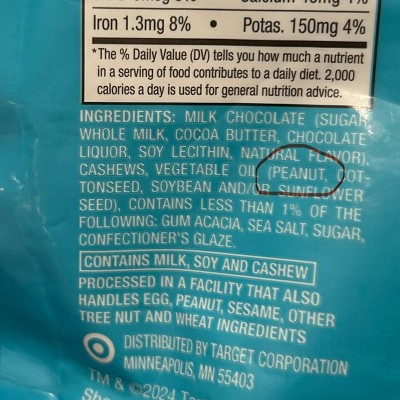 Iron 1.3mg 8% • Potas. 150mg 4%
*The % Daily Value (DV) tells you how much a nutrient
in a serving of food contributes to a daily diet. 2,000
calories a day is used for general nutrition advice.
INGREDIENTS: MILK CHOCOLATE (SUGAR,
WHOLE MILK, COCOA BUTTER, CHOCOLATE
LIQUOR, SOY LECITHIN, NATURAL FLAVOR),
CASHEWS, VEGETABLE OIL (PEANUT, COT-
TONSEED, SOYBEAN AND/OR SUNFLOWER
SEED), CONTAINS LESS THAN 1% OF THE
FOLLOWING: GUM ACACIA, SEA SALT, SUGAR,
CONFECTIONER'S GLAZE.
CONTAINS MILK, SOY AND CASHEW
PROCESSED IN A FACILITY THAT ALSO
HANDLES EGG, PEANUT, SESAME, OTHER
TREE NUT AND WHEAT INGREDIENTS
DISTRIBUTED BY TARGET CORPORATION
MINNEAPOLIS, MN 55403
TM & ©2024